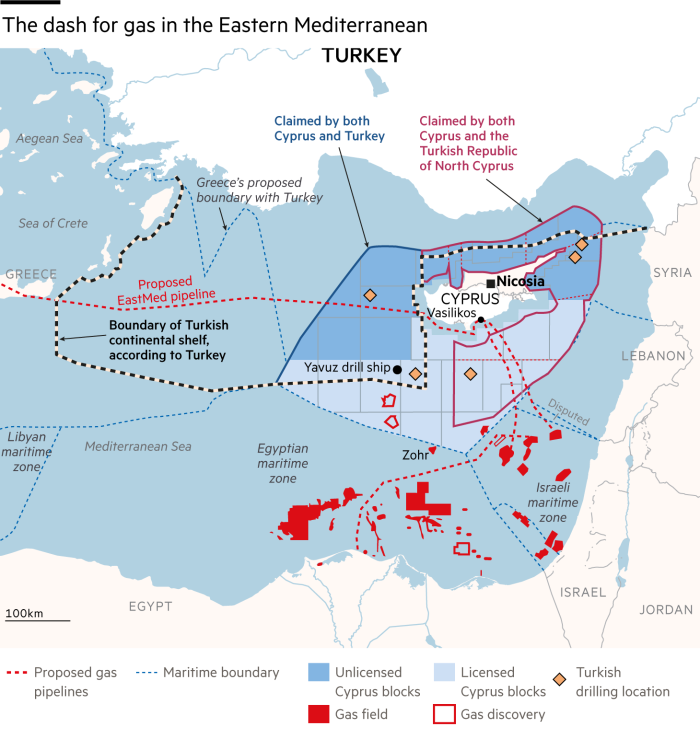 The dash for gas in the Eastern Mediterranean
TURKEY
Claimed by both
Cyprus and Turkey
Claimed by both
Cyprus and the
Turkish Republic
of North Cyprus
Aegean Sea
Greece's proposed
boundary with Turkey
Sea of Crete
GREECE
Proposed
EastMed pipeline
Nicosia
CYPRUS
Vasilikos
SYRIA
Boundary of Turkish
continental shelf,
according to Turkey
LEBANON
Yavuz drill ship
Disputed
Libyan
maritime
zone
Mediterranean Sea
Egyptian
maritime
zone
Zohr
Israeli
maritime
zone
ISRAEL
EGYPT
JORDAN
100km
Proposed gas
pipelines
Maritime boundary
Unlicensed
Cyprus blocks
Licensed
Cyprus blocks
Turkish
drilling location
Gas field
Gas discovery